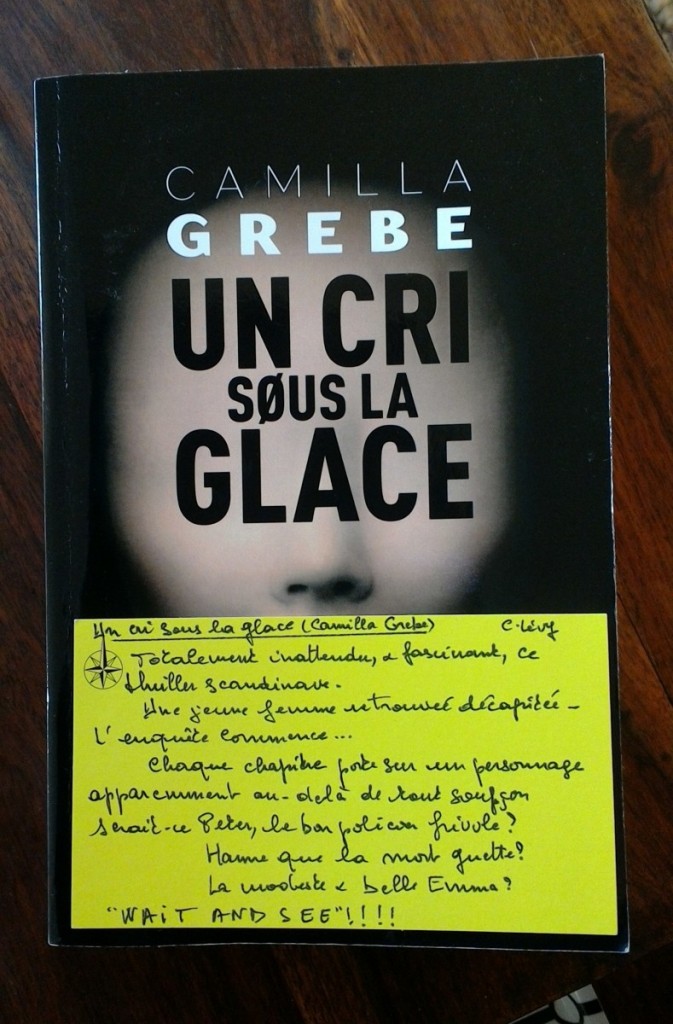 CAMILLA
GREBE
UN CRI
SØUS LA
GLACE
Un cri sous la glace (Camilla Grebe) C. Lévy
Totalement inattendu, & fascinant, ce
thriller scandinave.
Une jeune femme retrouvée décapitée -
L'enquête commence...
Chaque chapitre porte sur un personnage
apparemment au-delà de tout soupçon
serait-ce Peter, le bon policier frivole?
Hanne que la mort guette?
La modeste & belle Emma?
"WAIT AND SEE"!!!!